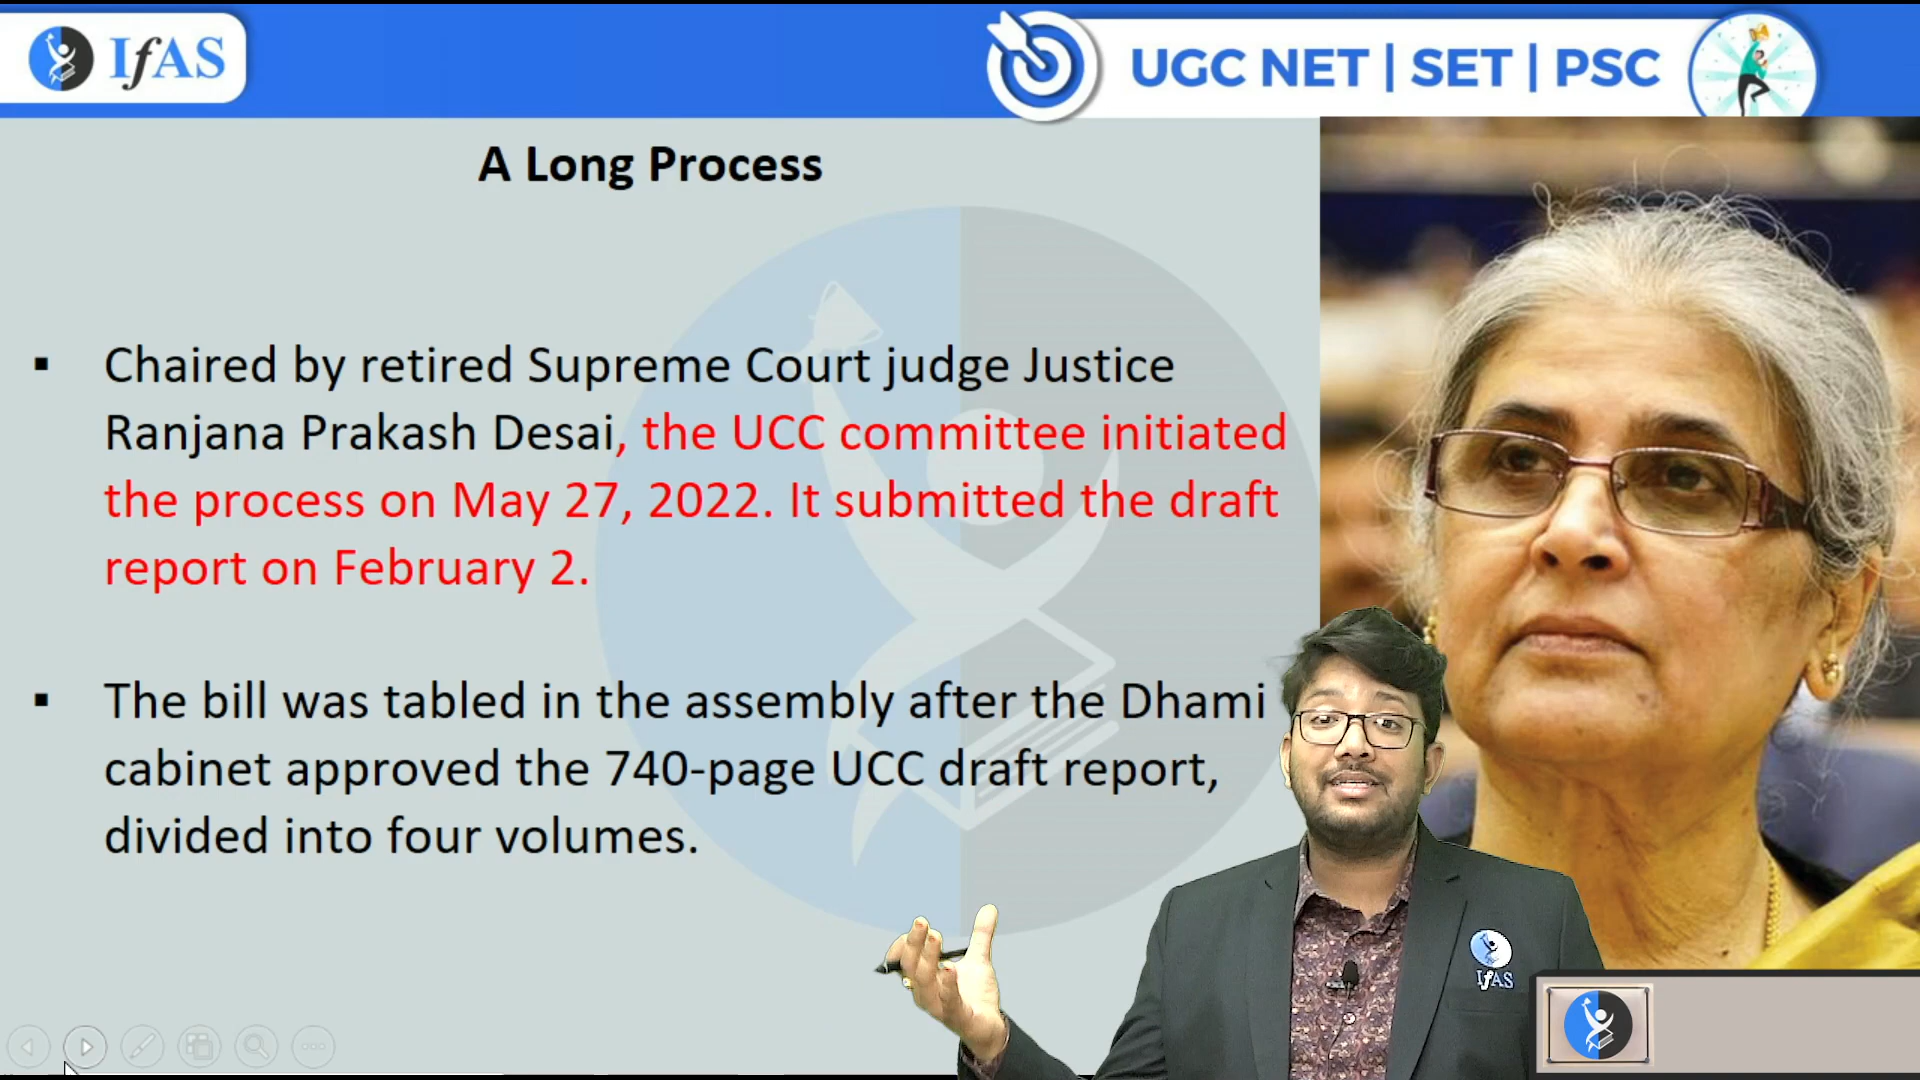 IfAS
UGC NET | SET | PSC
A Long Process
▪ Chaired by retired Supreme Court judge Justice
Ranjana Prakash Desai, the UCC committee initiated
the process on May 27, 2022. It submitted the draft
report on February 2.
▪ The bill was tabled in the assembly after the Dhami
cabinet approved the 740-page UCC draft report,
divided into four volumes.
IfAS